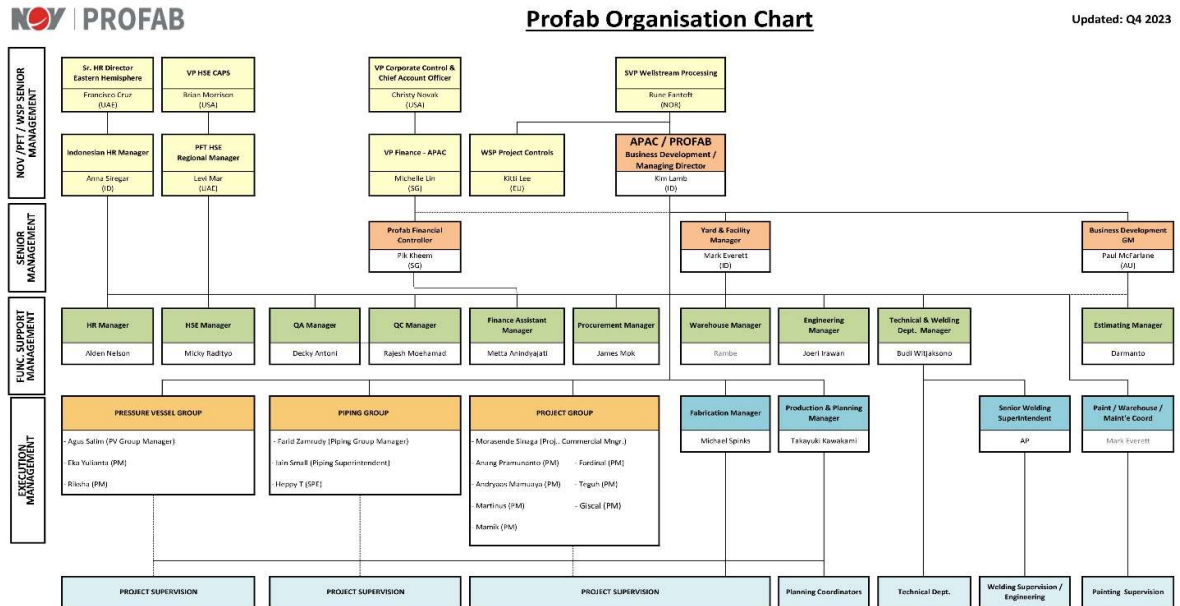 NOV | PROFAB
Profab Organisation Chart
Updated: Q4 2023
NOV /PFT / WSP SENIOR
MANAGEMENT
Sr. HR Director
Eastern Hemisphere
Francisco Cruz
(UAE)
VP HSE CAPS
Brian Morrison
(USA)
VP Corporate Control &
Chief Account Officer
Christy Novak
(USA)
SVP Wellstream Processing
Rune Fantoft
(NOR)
Indonesian HR Manager
Anna Siregar
(ID)
PFT HSE
Regional Manager
Levi Mar
(UAE)
VP Finance - APAC
Michelle Lin
(SG)
WSP Project Controls
Kitti Lee
(EU)
APAC / PROFAB
Business Development /
Managing Director
Kim Lamb
(ID)
SENIOR
MANAGEMENT
Profab Financial
Controllor
Pik Kheem
(SG)
Yard & Facility
Manager
Mark Everett
(ID)
Business Development
GM
Paul McFarlane
(AU)
FUNC. SUPPORT
MANAGEMENT
HR Manager
Alden Nelson
HSE Manager
Micky Radityo
QA Manager
Decky Antoni
QC Manager
Rajesh Moehamad
Finance Assistant
Manager
Metta Anindyajati
Procurement Manager
James Mok
Warehouse Manager
Rambe
Engineering
Manager
Joeri Irawan
Technical & Welding
Dept. Manager
Budi Witjaksono
Estimating Manager
Darmanto
EXECUTION
MANAGEMENT
PRESSURE VESSEL GROUP
- Agus Salim (PV Group Manager)
- Eka Yulianta (PM)
- Riksha (PM)
PIPING GROUP
- Farid Zamrudy (Piping Group Manager)
- Iain Small (Piping Superintendent)
- Heppy T (SPE)
PROJECT GROUP
- Morasende Sinaga (Proj.. Commercial Mngr.)
- Anang Pramunanto (PM) - Ferdinal (PM)
- Andryaos Mamuaya (PM) - Teguh (PM)
- Martinus (PM) - Giscal (PM)
- Mamik (PM)
Fabrication Manager
Michael Spinks
Production & Planning
Manager
Takayuki Kawakami
Senior Welding
Superintendent
AP
Paint / Warehouse /
Maint'e Coord
Mark Everett
PROJECT SUPERVISION
PROJECT SUPERVISION
PROJECT SUPERVISION
Planning Coordinators
Technical Dept.
Welding Supervision /
Engineering
Painting Supervision